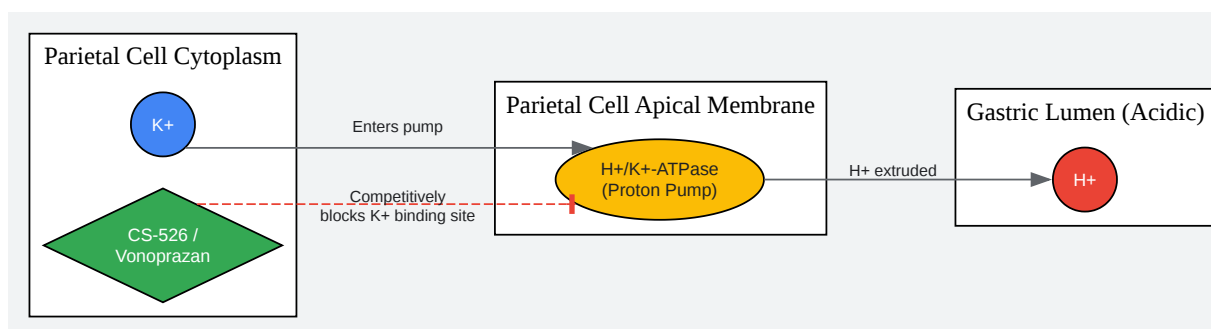 Parietal Cell Cytoplasm
K+
CS-526 /
Vonoprazan
Enters pump
Competitively
blocks K+ binding site
Parietal Cell Apical Membrane
H+/K+-ATPase
(Proton Pump)
H+ extruded
Gastric Lumen (Acidic)
H+